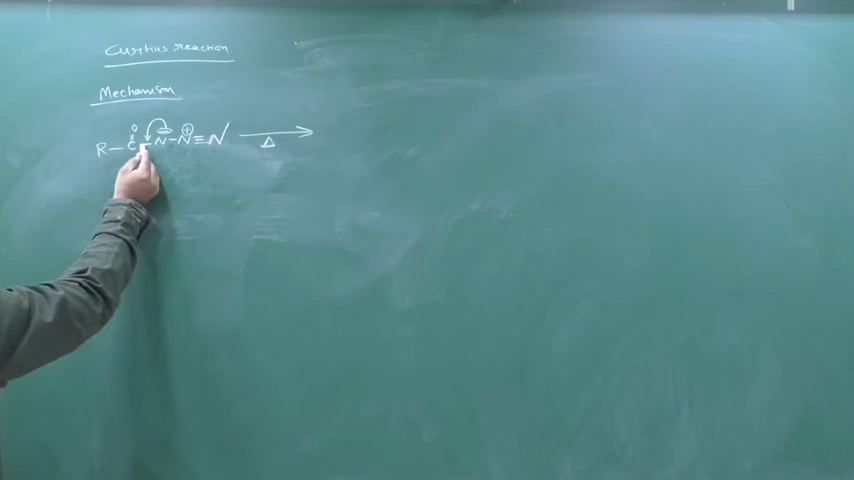 Curtius reaction
Mechanism
O
R – C – N⊖ – N⊕ ≡ N →
Δ